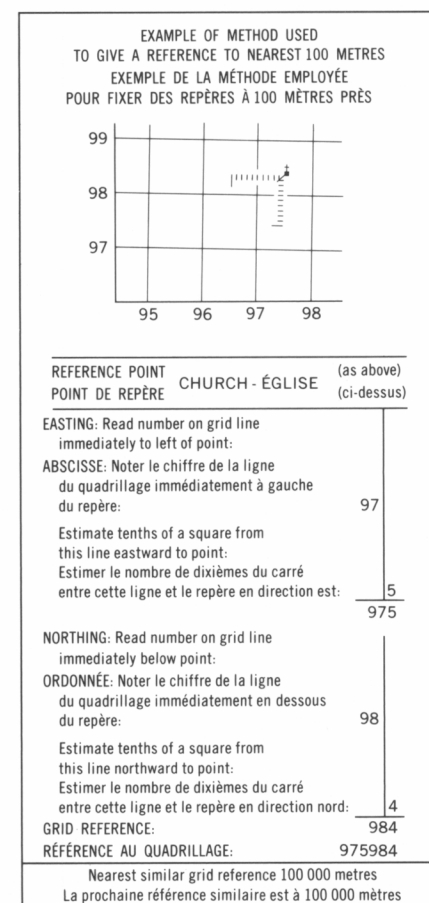 EXAMPLE OF METHOD USED
TO GIVE A REFERENCE TO NEAREST 100 METRES
EXEMPLE DE LA MÉTHODE EMPLOYÉE
POUR FIXER DES REPÈRES À 100 MÈTRES PRÈS
99
98
97
95 96 97 98
REFERENCE POINT
POINT DE REPÈRE
CHURCH - ÉGLISE
(as above)
(ci-dessus)
EASTING: Read number on grid line
immediately to left of point:
ABSCISSE: Noter le chiffre de la ligne
du quadrillage immédiatement à gauche
du repère: 97
Estimate tenths of a square from
this line eastward to point:
Estimer le nombre de dixièmes du carré
entre cette ligne et le repère en direction est: 5
975
NORTHING: Read number on grid line
immediately below point:
ORDONNÉE: Noter le chiffre de la ligne
du quadrillage immédiatement en dessous
du repère: 98
Estimate tenths of a square from
this line northward to point:
Estimer le nombre de dixièmes du carré
entre cette ligne et le repère en direction nord: 4
GRID REFERENCE: 984
RÉFÉRENCE AU QUADRILLAGE: 975984
Nearest similar grid reference 100 000 metres
La prochaine référence similaire est à 100 000 mètres